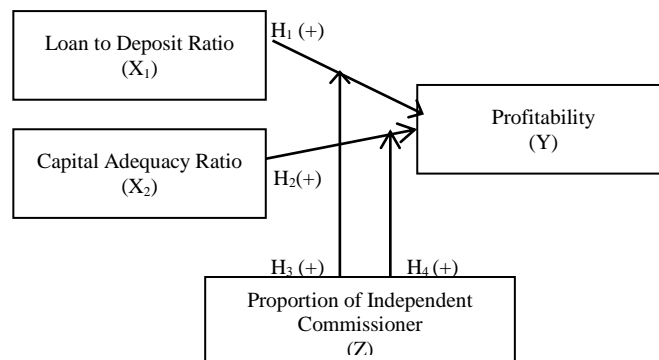 H₁ (+)
Loan to Deposit Ratio
(X₁)
Profitability
(Y)
Capital Adequacy Ratio
(X₂)
H₂(+)
H₃ (+)
H₄ (+)
Proportion of Independent
Commissioner
(Z)